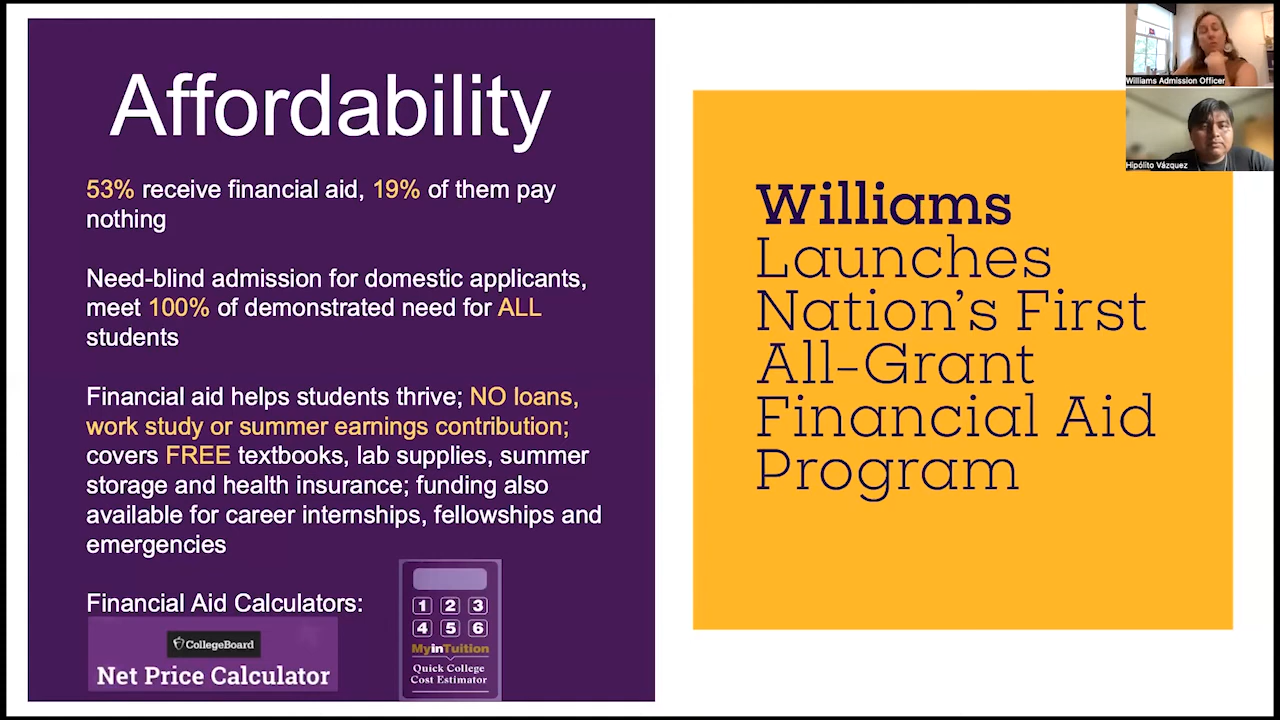 Affordability
53% receive financial aid, 19% of them pay
nothing
Need-blind admission for domestic applicants,
meet 100% of demonstrated need for ALL
students
Financial aid helps students thrive; NO loans,
work study or summer earnings contribution;
covers FREE textbooks, lab supplies, summer
storage and health insurance; funding also
available for career internships, fellowships and
emergencies
Financial Aid Calculators:
CollegeBoard
Net Price Calculator
1 2 3
4 5 6
MyinTuition
Quick College
Cost Estimator
Williams
Launches
Nation's First
All-Grant
Financial Aid
Program
Williams Admission Officer
Hipólito Vázquez